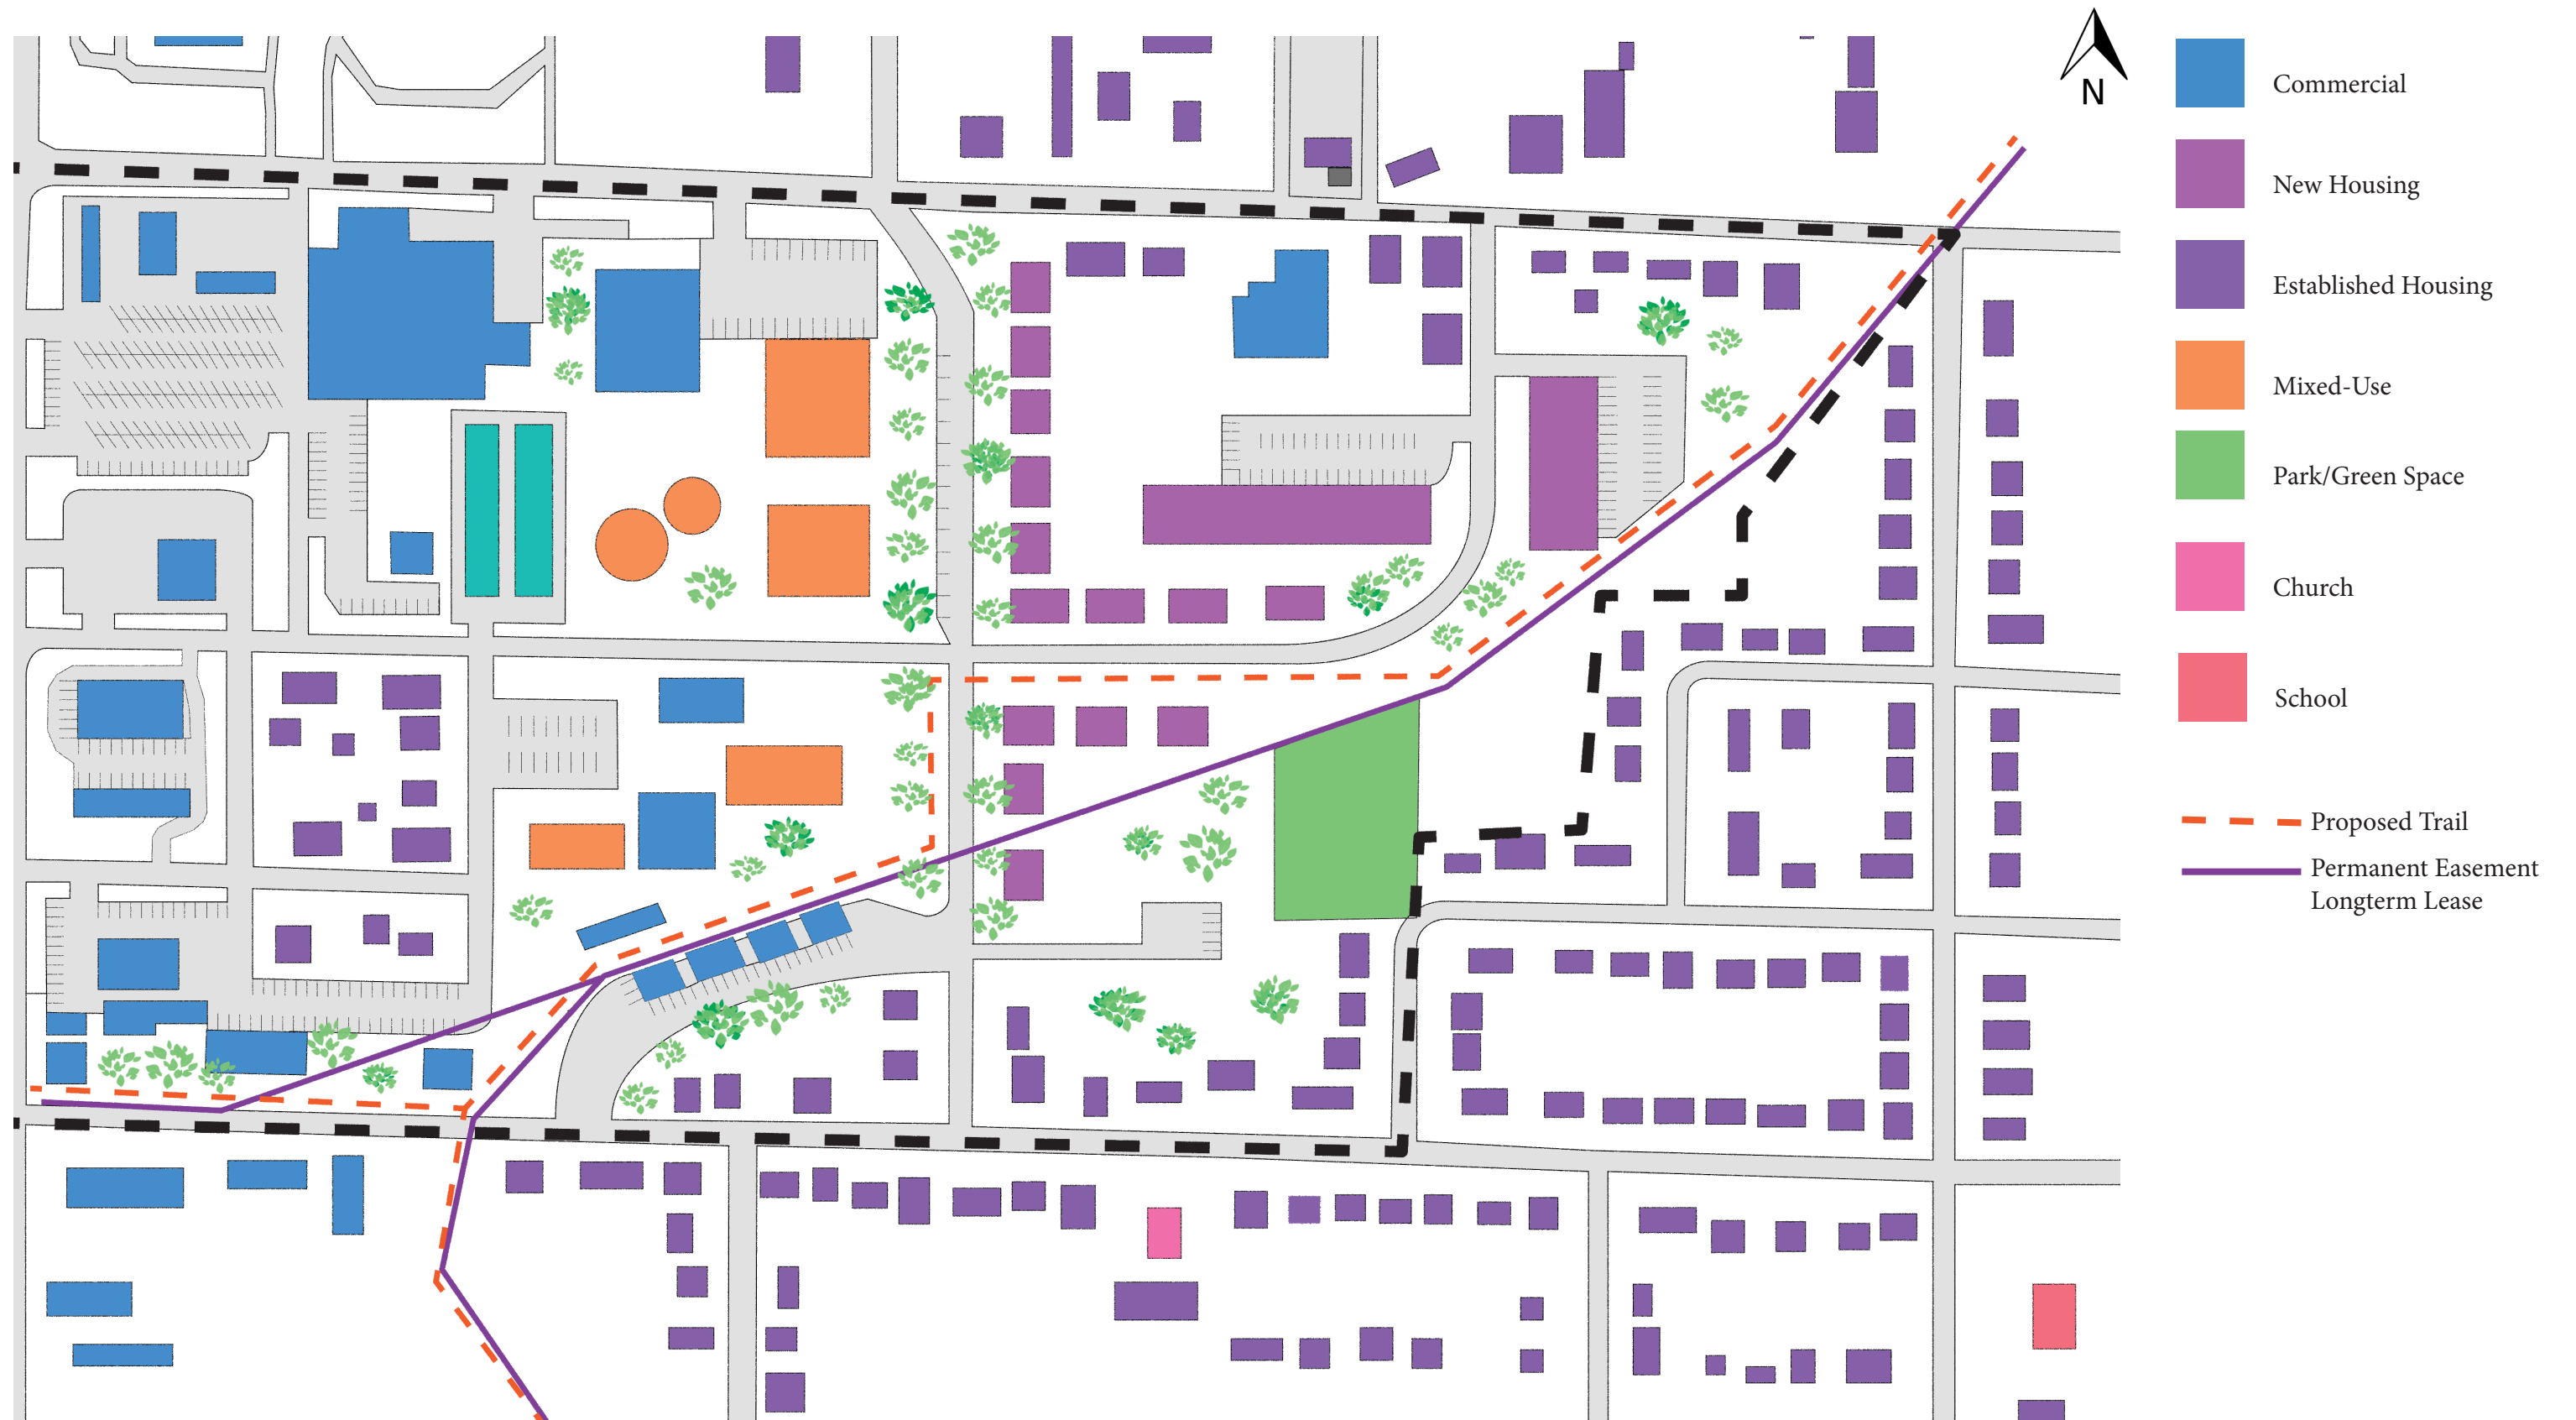 N
Commercial
New Housing
Established Housing
Mixed-Use
Park/Green Space
Church
School
Proposed Trail
Permanent Easement
Longterm Lease